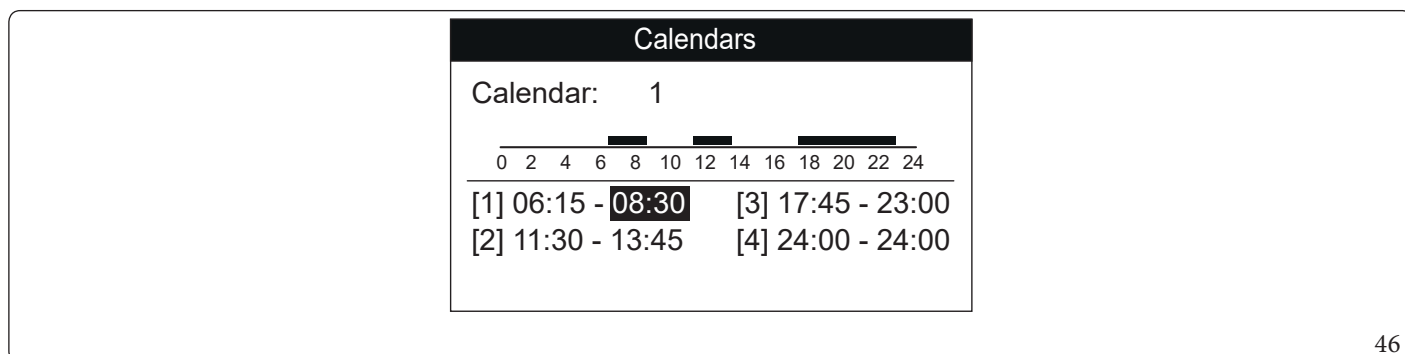 Calendars
Calendar: 1
0 2 4 6 8 10 12 14 16 18 20 22 24
[1] 06:15 - 08:30 [3] 17:45 - 23:00
[2] 11:30 - 13:45 [4] 24:00 - 24:00
46